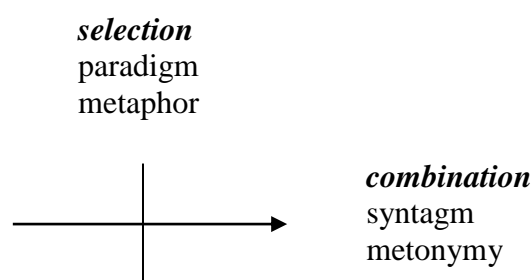 selection
paradigm
metaphor
combination
syntagm
metonymy